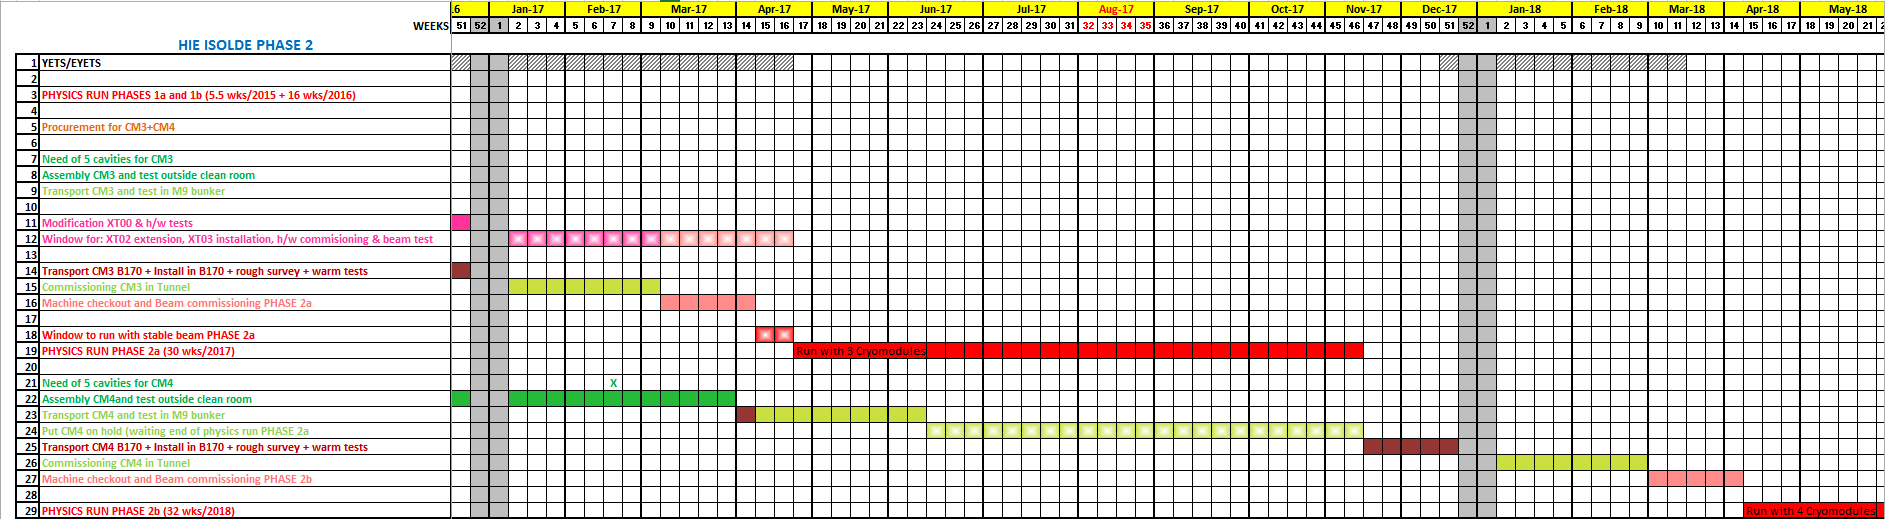 .6 Jan-17 Feb-17 Mar-17 Apr-17 May-17 Jun-17 Jul-17 Aug-17 Sep-17 Oct-17 Nov-17 Dec-17 Jan-18 Feb-18 Mar-18 Apr-18 May-18
WEEKS 51 52 1 2 3 4 5 6 7 8 9 10 11 12 13 14 15 16 17 18 19 20 21 22 23 24 25 26 27 28 29 30 31 32 33 34 35 36 37 38 39 40 41 42 43 44 45 46 47 48 49 50 51 52 1 2 3 4 5 6 7 8 9 10 11 12 13 14 15 16 17 18 19 20 21 2
HIE ISOLDE PHASE 2
1 YETS/EYETS
2
3 PHYSICS RUN PHASES 1a and 1b (5.5 wks/2015 + 16 wks/2016)
4
5 Procurement for CM3+CM4
6
7 Need of 5 cavities for CM3
8 Assembly CM3 and test outside clean room
9 Transport CM3 and test in M9 bunker
10
11 Modification XT00 & h/w tests
12 Window for: XT02 extension, XT03 installation, h/w commisioning & beam test
13
14 Transport CM3 B170 + Install in B170 + rough survey + warm tests
15 Commissioning CM3 in Tunnel
16 Machine checkout and Beam commissioning PHASE 2a
17
18 Window to run with stable beam PHASE 2a
19 PHYSICS RUN PHASE 2a (30 wks/2017) Run with 3 Cryomodules
20
21 Need of 5 cavities for CM4 X
22 Assembly CM4and test outside clean room
23 Transport CM4 and test in M9 bunker
24 Put CM4 on hold (waiting end of physics run PHASE 2a
25 Transport CM4 B170 + Install in B170 + rough survey + warm tests
26 Commissioning CM4 in Tunnel
27 Machine checkout and Beam commissioning PHASE 2b
28
29 PHYSICS RUN PHASE 2b (32 wks/2018) Run with 4 Cryomodules